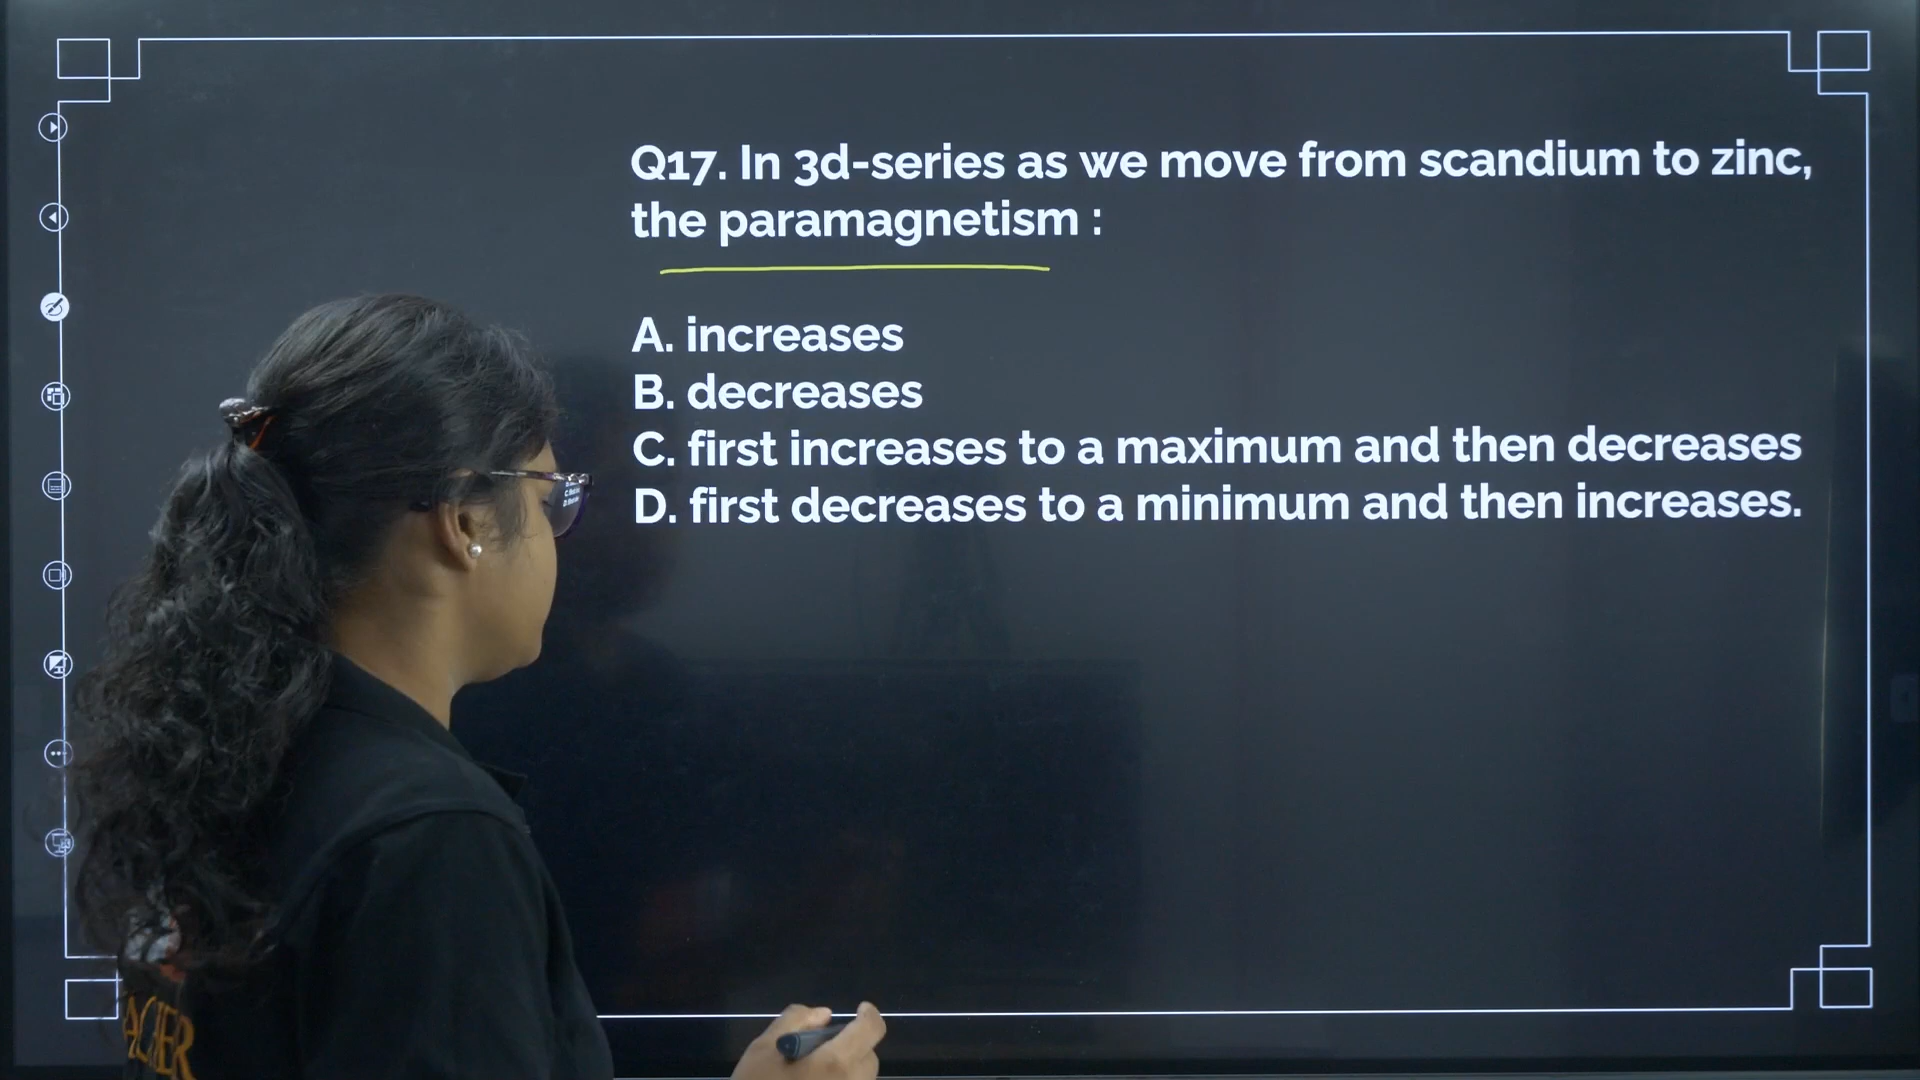 Q17. In 3d-series as we move from scandium to zinc,
the paramagnetism :
A. increases
B. decreases
C. first increases to a maximum and then decreases
D. first decreases to a minimum and then increases.
ACHER